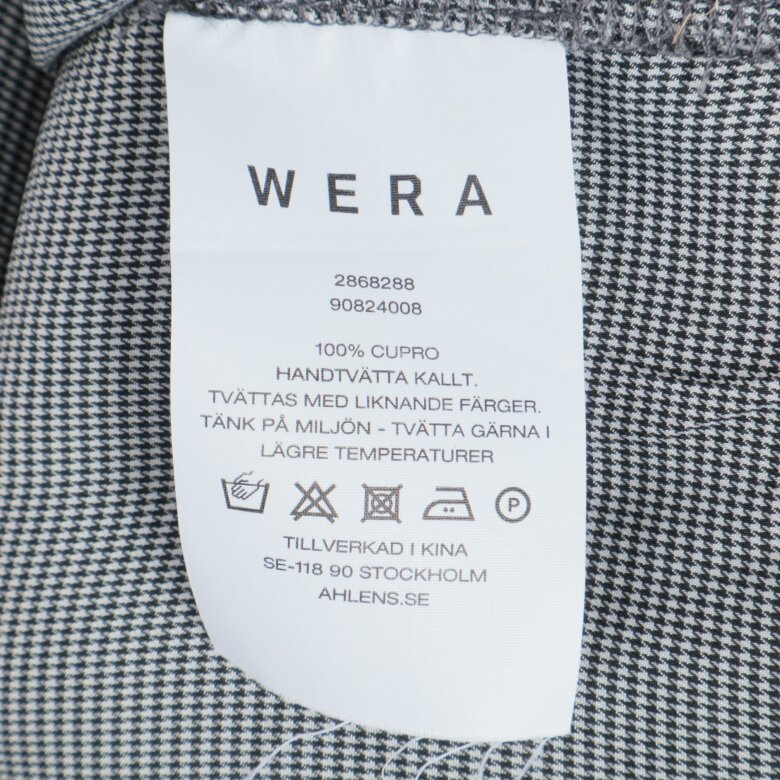 WERA
2868288
90824008
100% CUPRO
HANDTVÄTTA KALLT.
TVÄTTAS MED LIKNANDE FÄRGER.
TÄNK PÅ MILJÖN - TVÄTTA GÄRNA I
LÄGRE TEMPERATURER
P
TILLVERKAD I KINA
SE-118 90 STOCKHOLM
AHLENS.SE